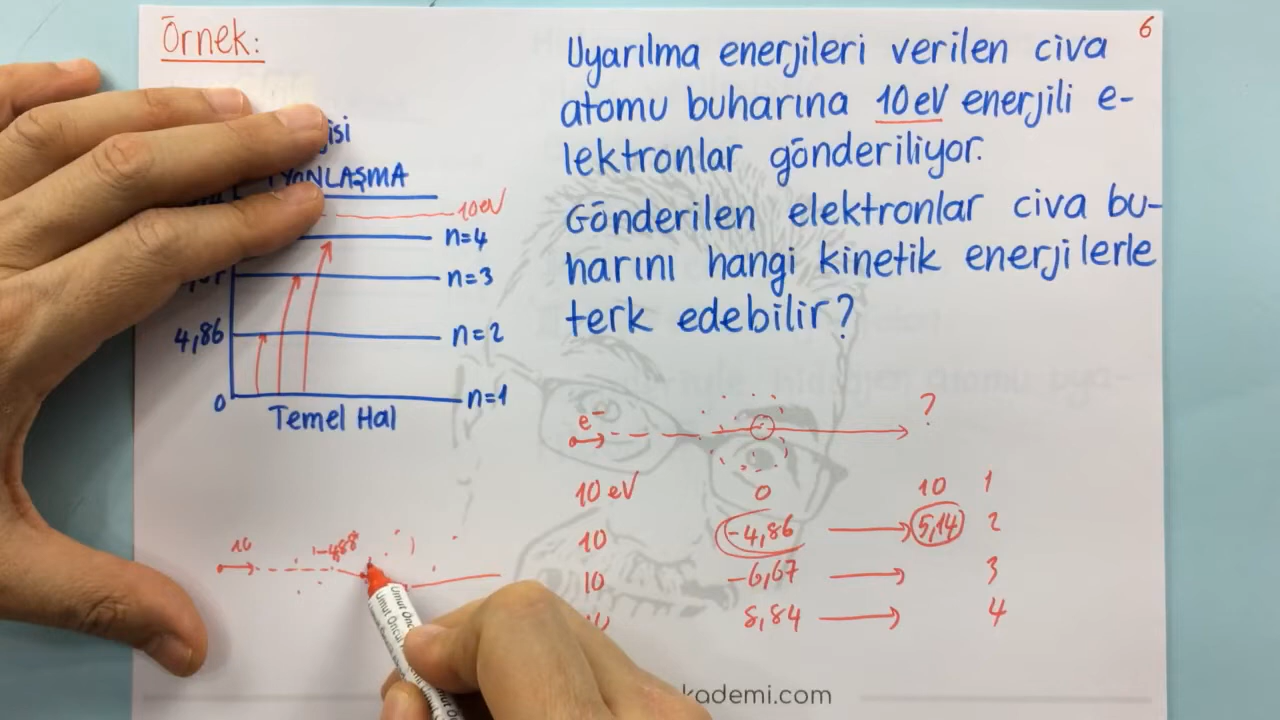 6
Örnek:
Uyarılma enerjileri verilen civa
atomu buharına 10eV enerjili e-
lektronlar gönderiliyor.
Gönderilen elektronlar civa bu-
harını hangi kinetik enerjilerle
terk edebilir?
10eV
n=4
n=3
4,86 n=2
0 n=1
Temel Hal
e⁻ ?
10 eV 0 10 1
10 -4,86 5,14 2
10 -6,67 3
8,84 4
10
Umut Öncül
kademi.com